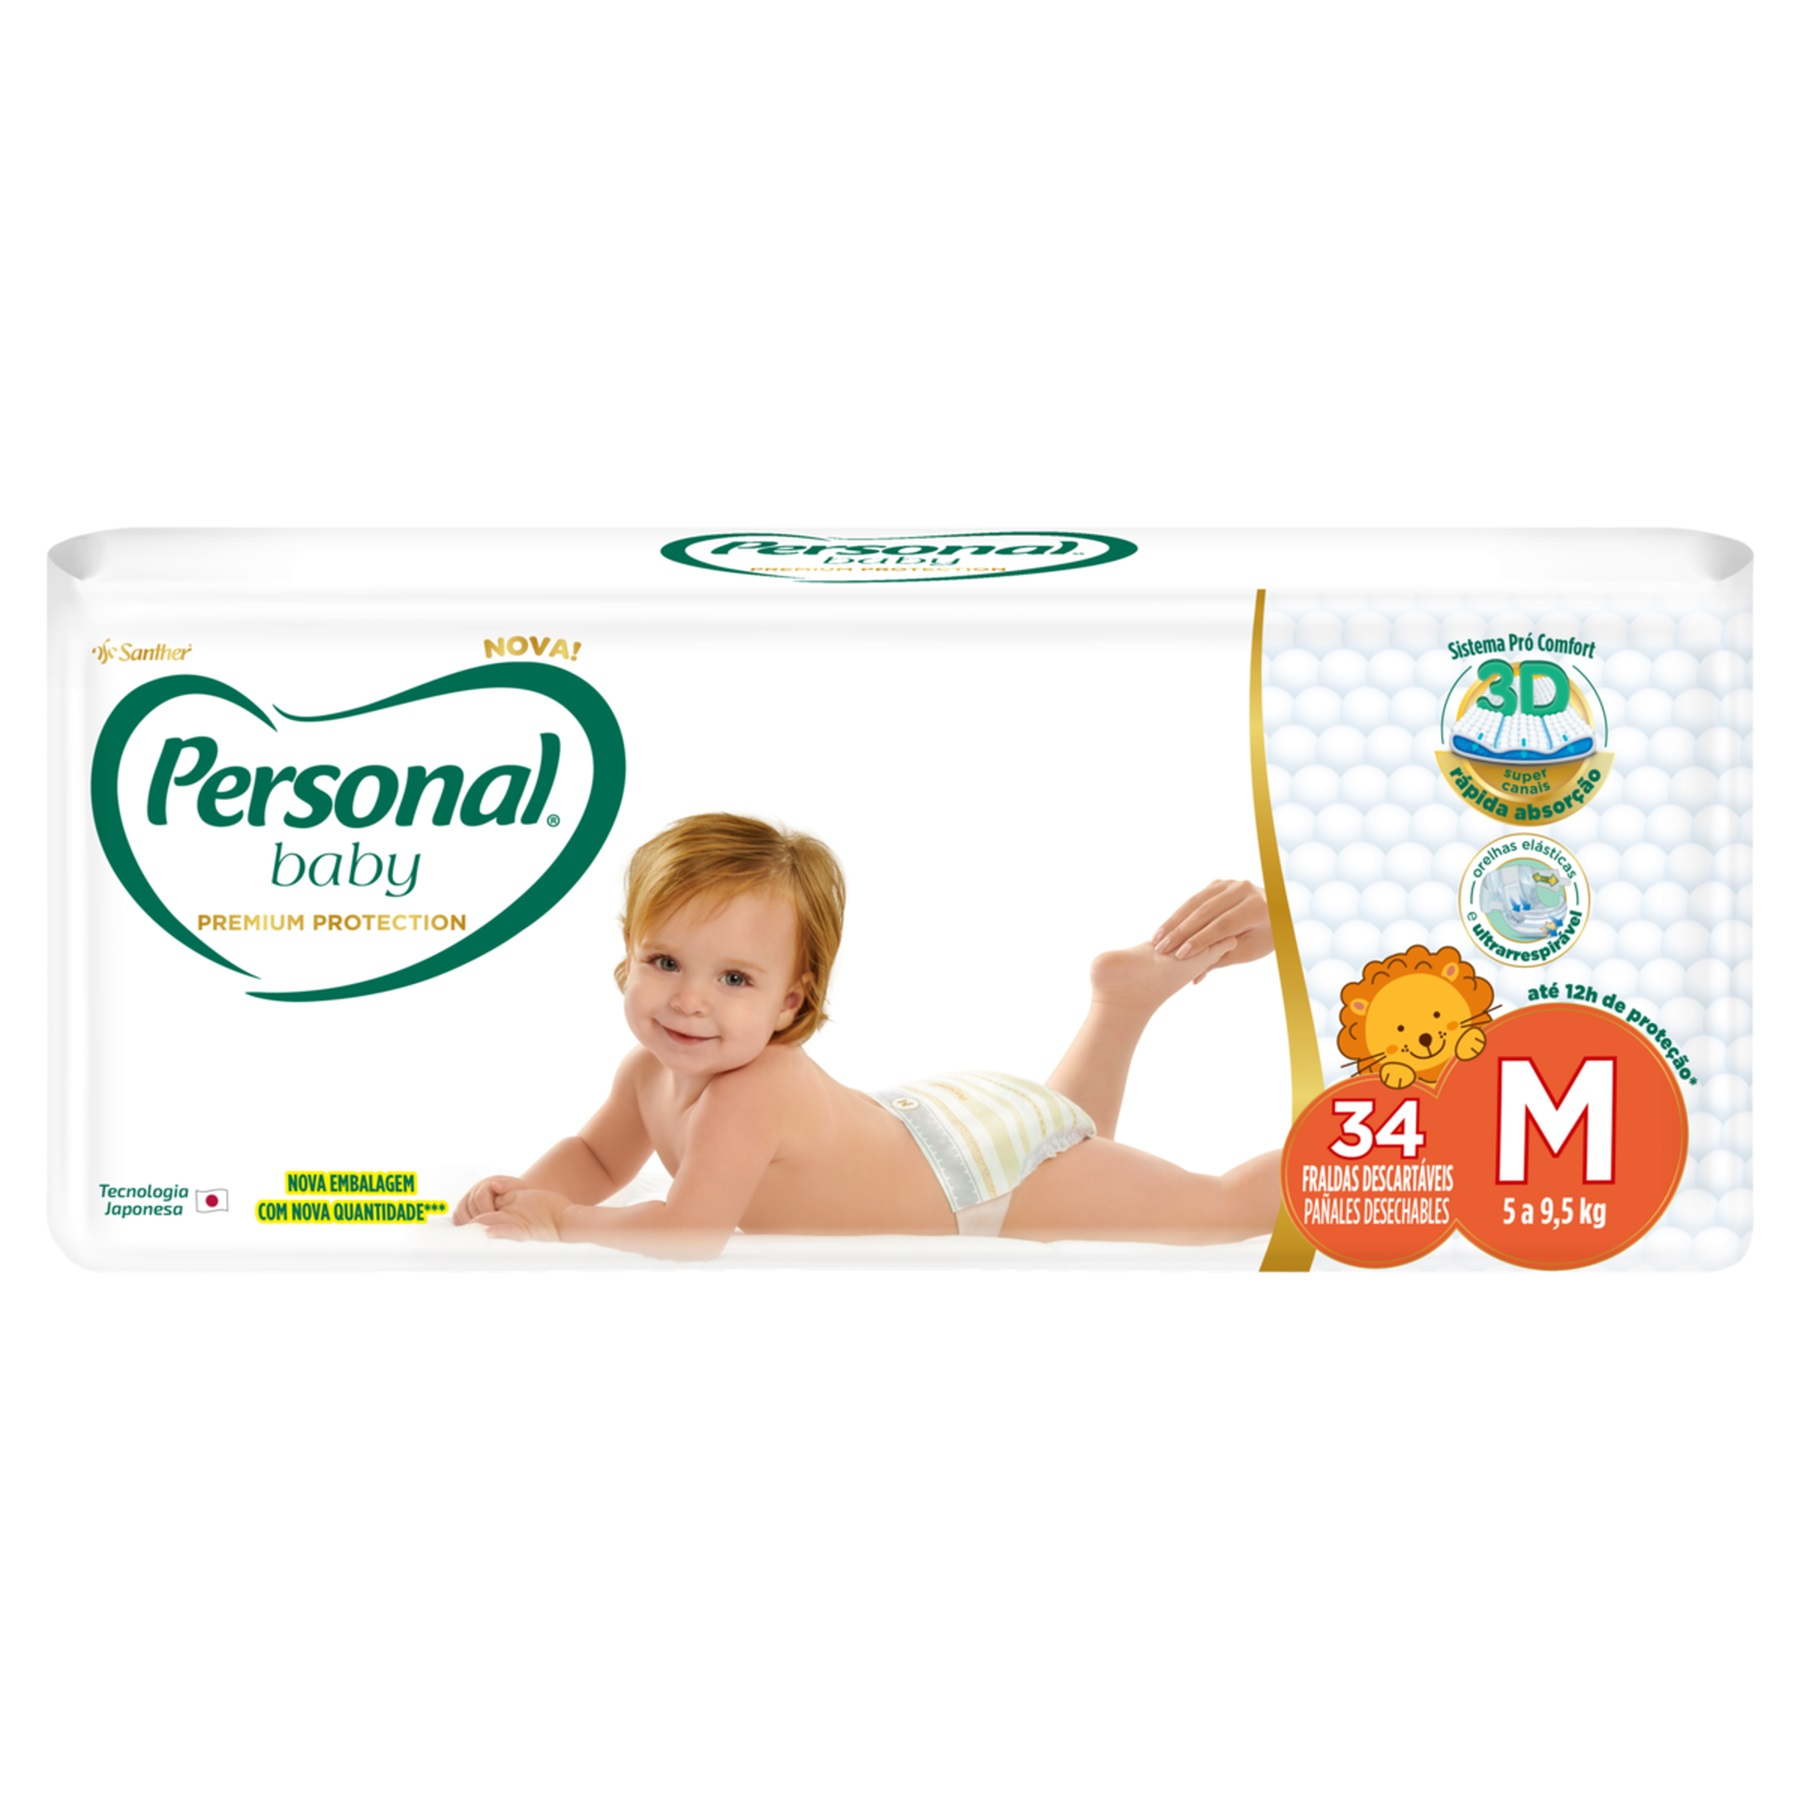 Personal®
baby
PREMIUM PROTECTION
Santher®
NOVA!
Personal®
baby
PREMIUM PROTECTION
Tecnologia
Japonesa
NOVA EMBALAGEM
COM NOVA QUANTIDADE***
Sistema Pró Comfort
3D
super
canais
rápida absorção
orelhas elásticas
e ultrarrespirável
até 12h de proteção*
34
FRALDAS DESCARTÁVEIS
PAÑALES DESECHABLES
M
5 a 9,5 kg